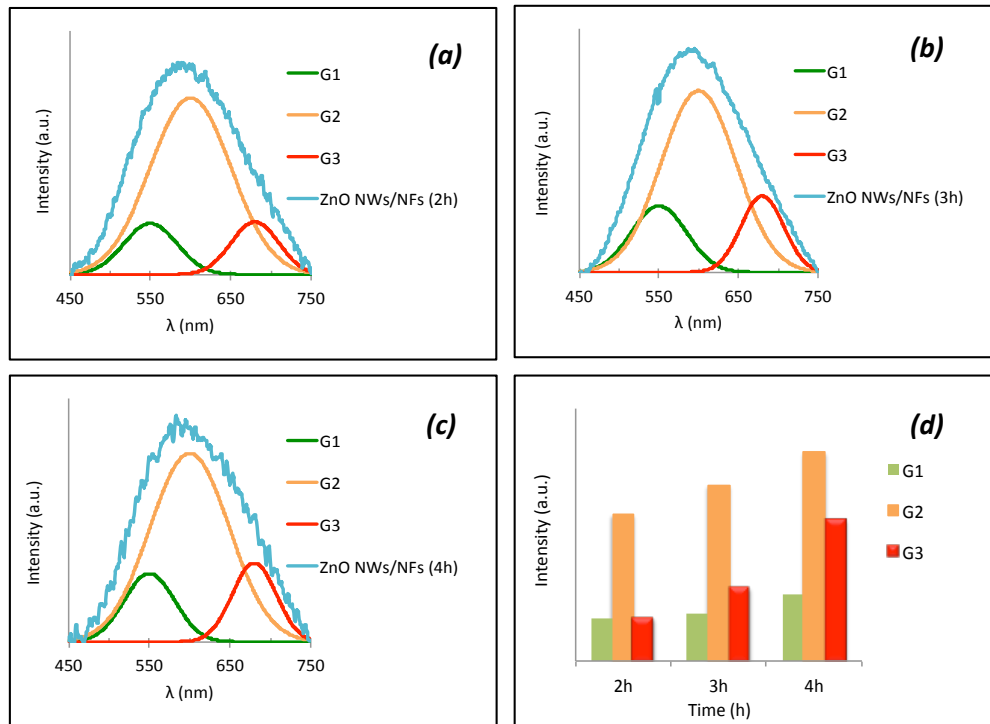 (a)
Intensity (a.u.)
G1
G2
G3
ZnO NWs/NFs (2h)
450 550 650 750
λ (nm)
(b)
Intensity (a.u.)
G1
G2
G3
ZnO NWs/NFs (3h)
450 550 650 750
λ (nm)
(c)
Intensity (a.u.)
G1
G2
G3
ZnO NWs/NFs (4h)
450 550 650 750
λ (nm)
(d)
Intensity (a.u.)
G1
G2
G3
2h 3h 4h
Time (h)